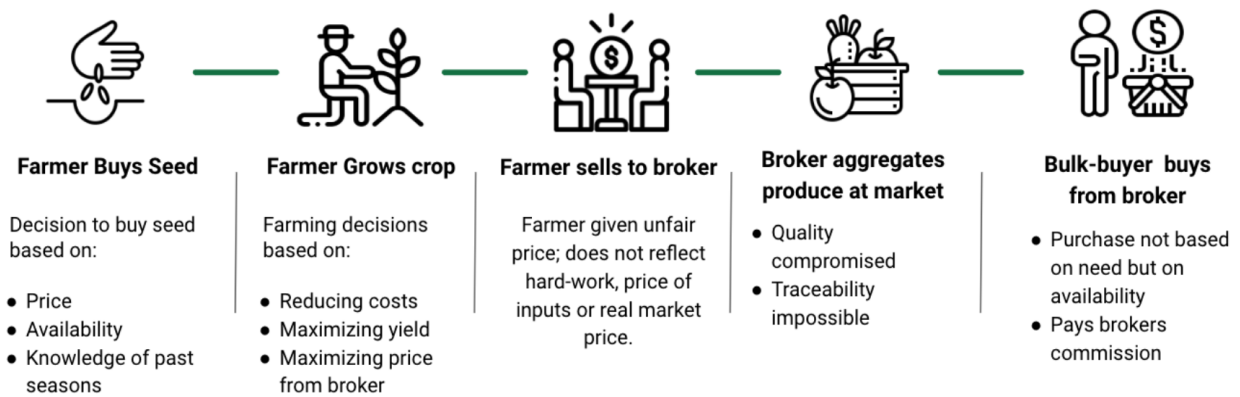 Farmer Buys Seed
Decision to buy seed
based on:
● Price
● Availability
● Knowledge of past
seasons
Farmer Grows crop
Farming decisions
based on:
● Reducing costs
● Maximizing yield
● Maximizing price
from broker
$
Farmer sells to broker
Farmer given unfair
price; does not reflect
hard-work, price of
inputs or real market
price.
Broker aggregates
produce at market
● Quality
compromised
● Traceability
impossible
$
Bulk-buyer buys
from broker
● Purchase not based
on need but on
availability
● Pays brokers
commission